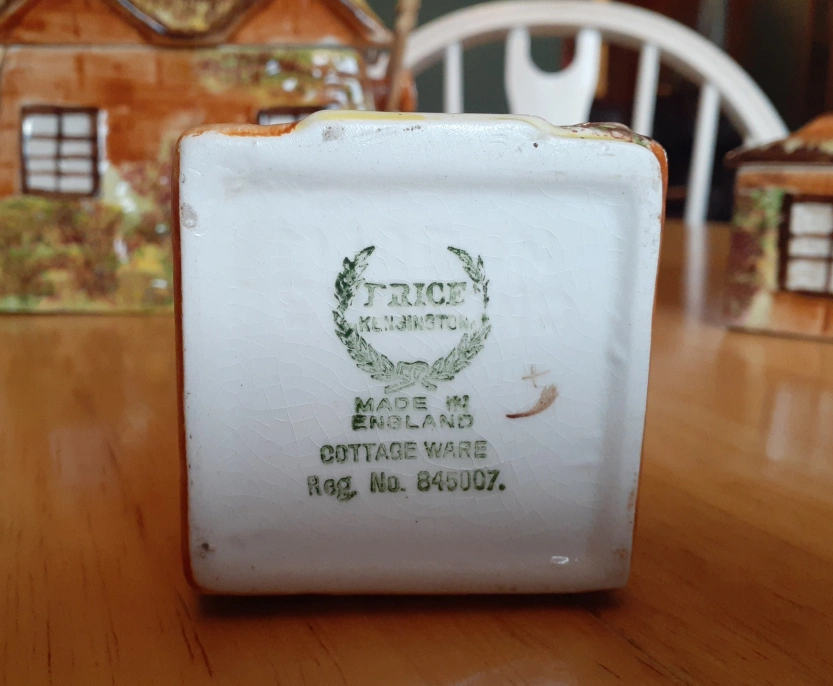 PRICE
KENSINGTON
MADE IN
ENGLAND
COTTAGE WARE
Reg. No. 845007.